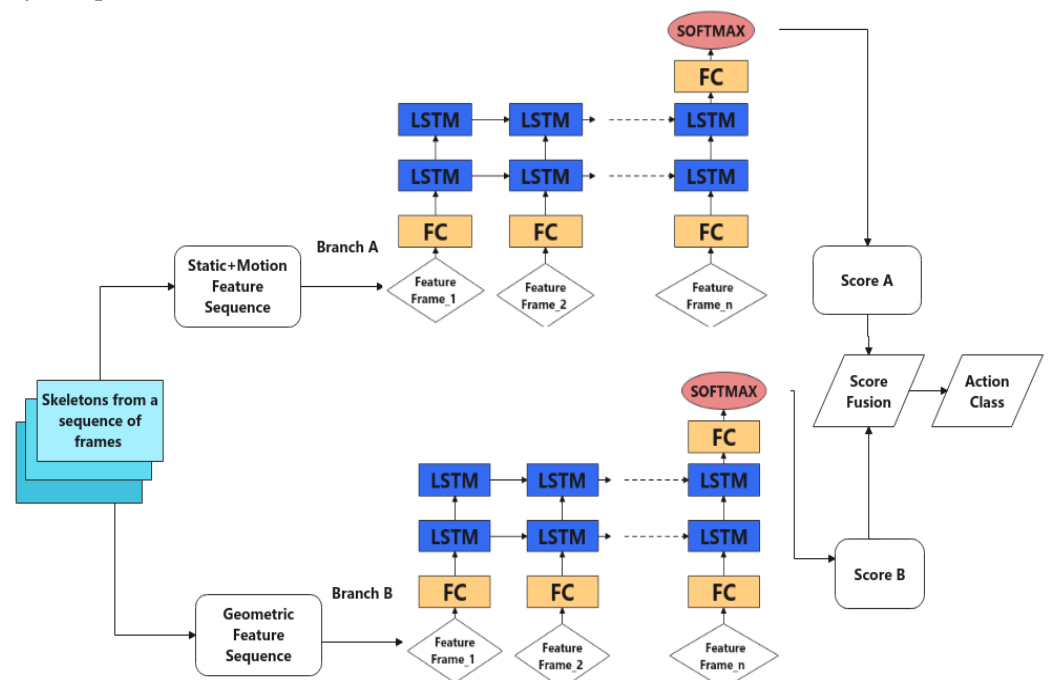 SOFTMAX
FC
LSTM
LSTM
LSTM
LSTM
LSTM
LSTM
FC
FC
FC
Branch A
Static+Motion
Feature
Sequence
Feature
Frame_1
Feature
Frame_2
Feature
Frame_n
Score A
Skeletons from a
sequence of
frames
SOFTMAX
Score
Fusion
Action
Class
FC
LSTM
LSTM
LSTM
LSTM
LSTM
LSTM
Score B
FC
FC
FC
Branch B
Geometric
Feature
Sequence
Feature
Frame_1
Feature
Frame_2
Feature
Frame_n